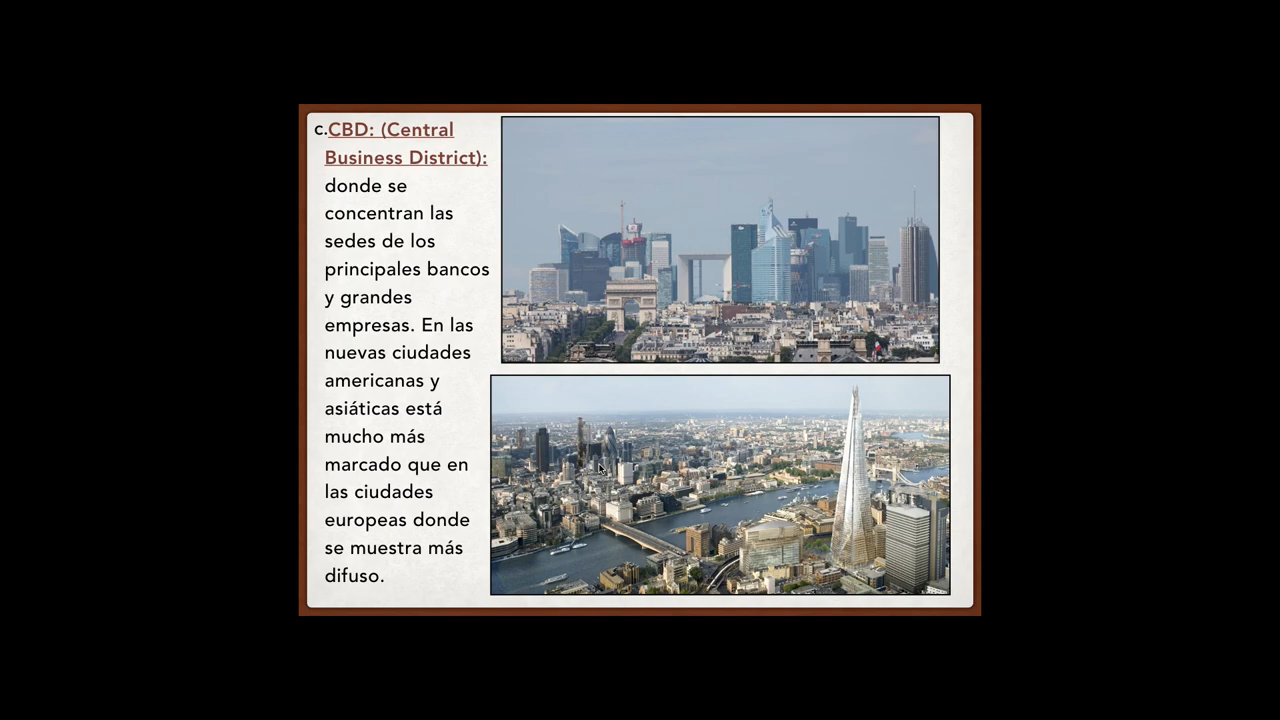 c.CBD: (Central
Business District):
donde se
concentran las
sedes de los
principales bancos
y grandes
empresas. En las
nuevas ciudades
americanas y
asiáticas está
mucho más
marcado que en
las ciudades
europeas donde
se muestra más
difuso.